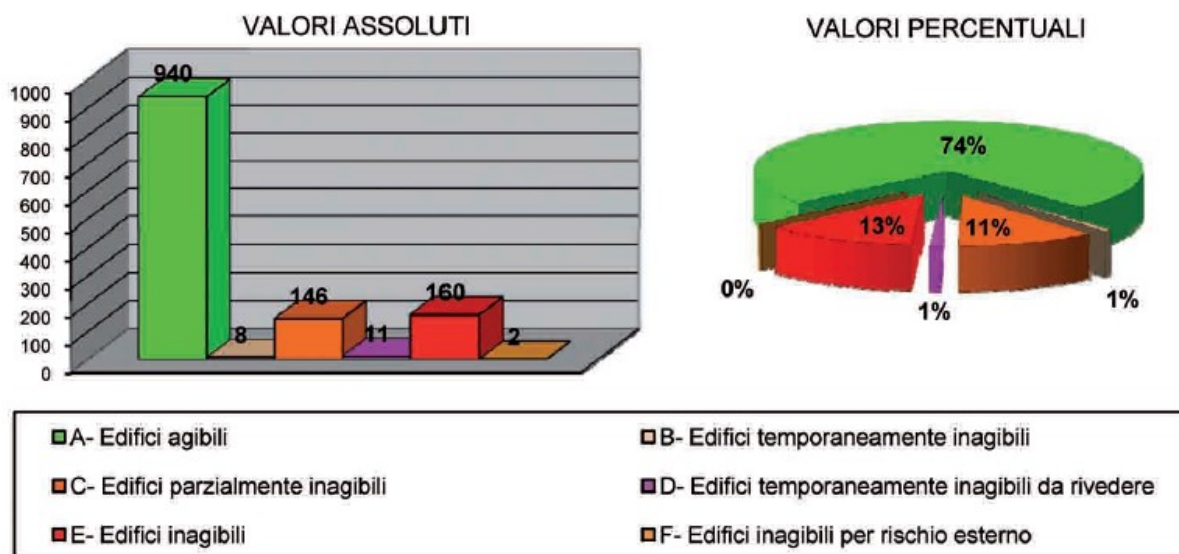 VALORI ASSOLUTI
1000
900
800
700
600
500
400
300
200
100
0
940
8
146
11
160
2
VALORI PERCENTUALI
74%
13%
11%
0%
1%
1%
A- Edifici agibili
B- Edifici temporaneamente inagibili
C- Edifici parzialmente inagibili
D- Edifici temporaneamente inagibili da rivedere
E- Edifici inagibili
F- Edifici inagibili per rischio esterno